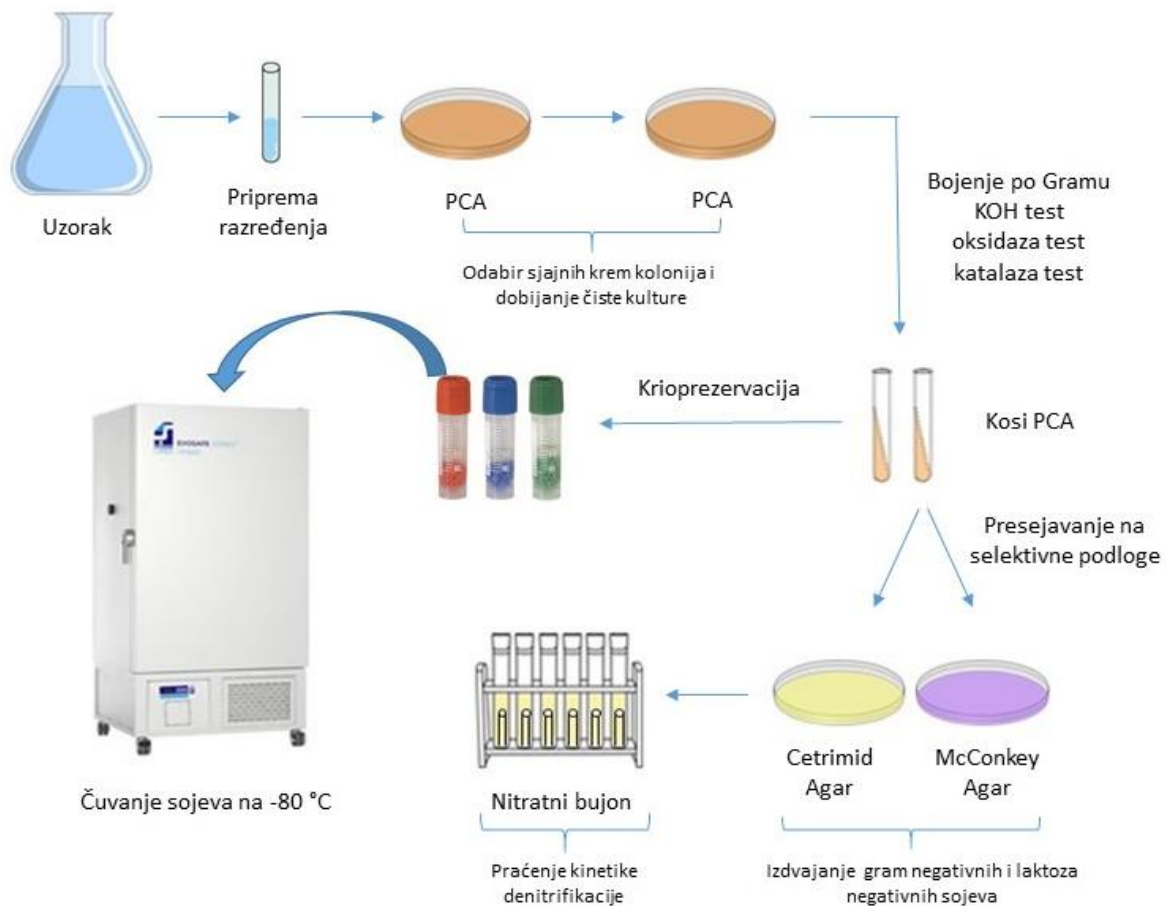 Uzorak
Priprema
razređenja
PCA
PCA
Odabir sjajnih krem kolonija i
dobijanje čiste kulture
Bojenje po Gramu
KOH test
oksidaza test
katalaza test
Kosi PCA
Krioprezervacija
Čuvanje sojeva na -80 °C
Presejavanje na
selektivne podloge
Cetrimid
Agar
McConkey
Agar
Izdvajanje gram negativnih i laktoza
negativnih sojeva
Nitratni bujon
Praćenje kinetike
denitrifikacije